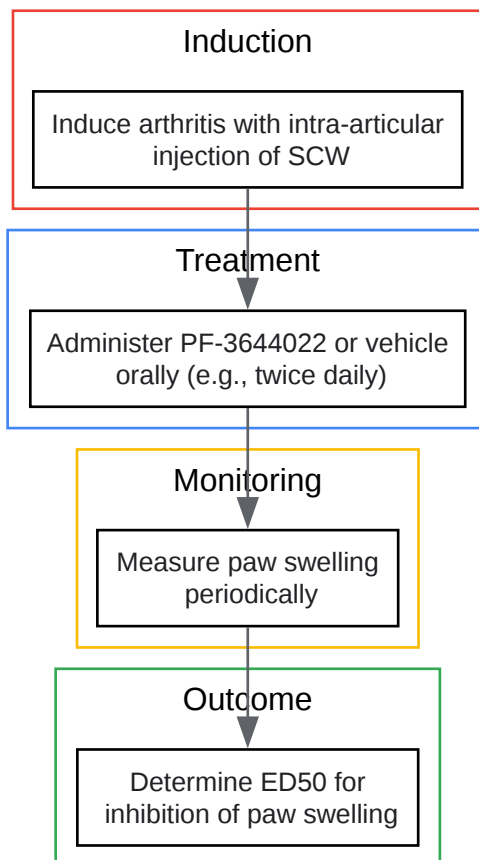 Induction
Induce arthritis with intra-articular
injection of SCW
Treatment
Administer PF-3644022 or vehicle
orally (e.g., twice daily)
Monitoring
Measure paw swelling
periodically
Outcome
Determine ED50 for
inhibition of paw swelling